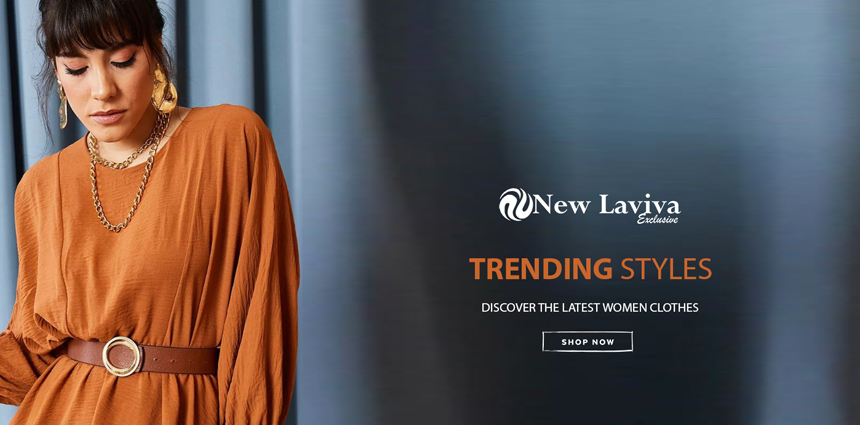 New Laviva
Exclusive
TRENDING STYLES
DISCOVER THE LATEST WOMEN CLOTHES
SHOP NOW